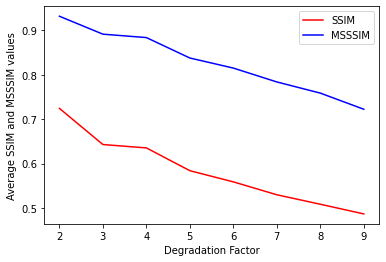 SSIM
MSSSIM
Average SSIM and MSSSIM values
0.9
0.8
0.7
0.6
0.5
2 3 4 5 6 7 8 9
Degradation Factor